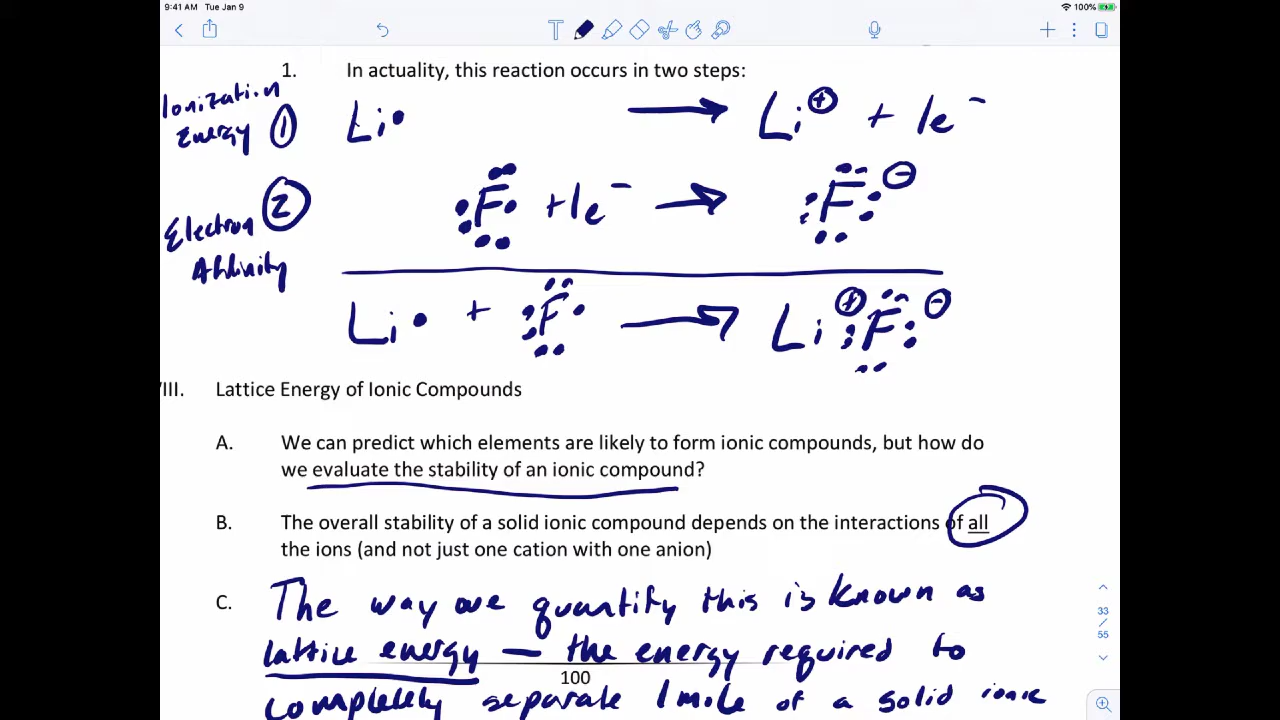 9:41 AM Tue Jan 9 100%
1. In actuality, this reaction occurs in two steps:
Ionization
Energy ① Li• → Li⊕ + 1e⁻
Electron ② F + 1e⁻ → F⊖
Affinity
Li• + F → Li⊕ F⊖
VIII. Lattice Energy of Ionic Compounds
A. We can predict which elements are likely to form ionic compounds, but how do
we evaluate the stability of an ionic compound?
B. The overall stability of a solid ionic compound depends on the interactions of all
the ions (and not just one cation with one anion)
C. The way we quantify this is known as
33
/
55
lattice energy — the energy required to
100
completely separate 1 mole of a solid ionic